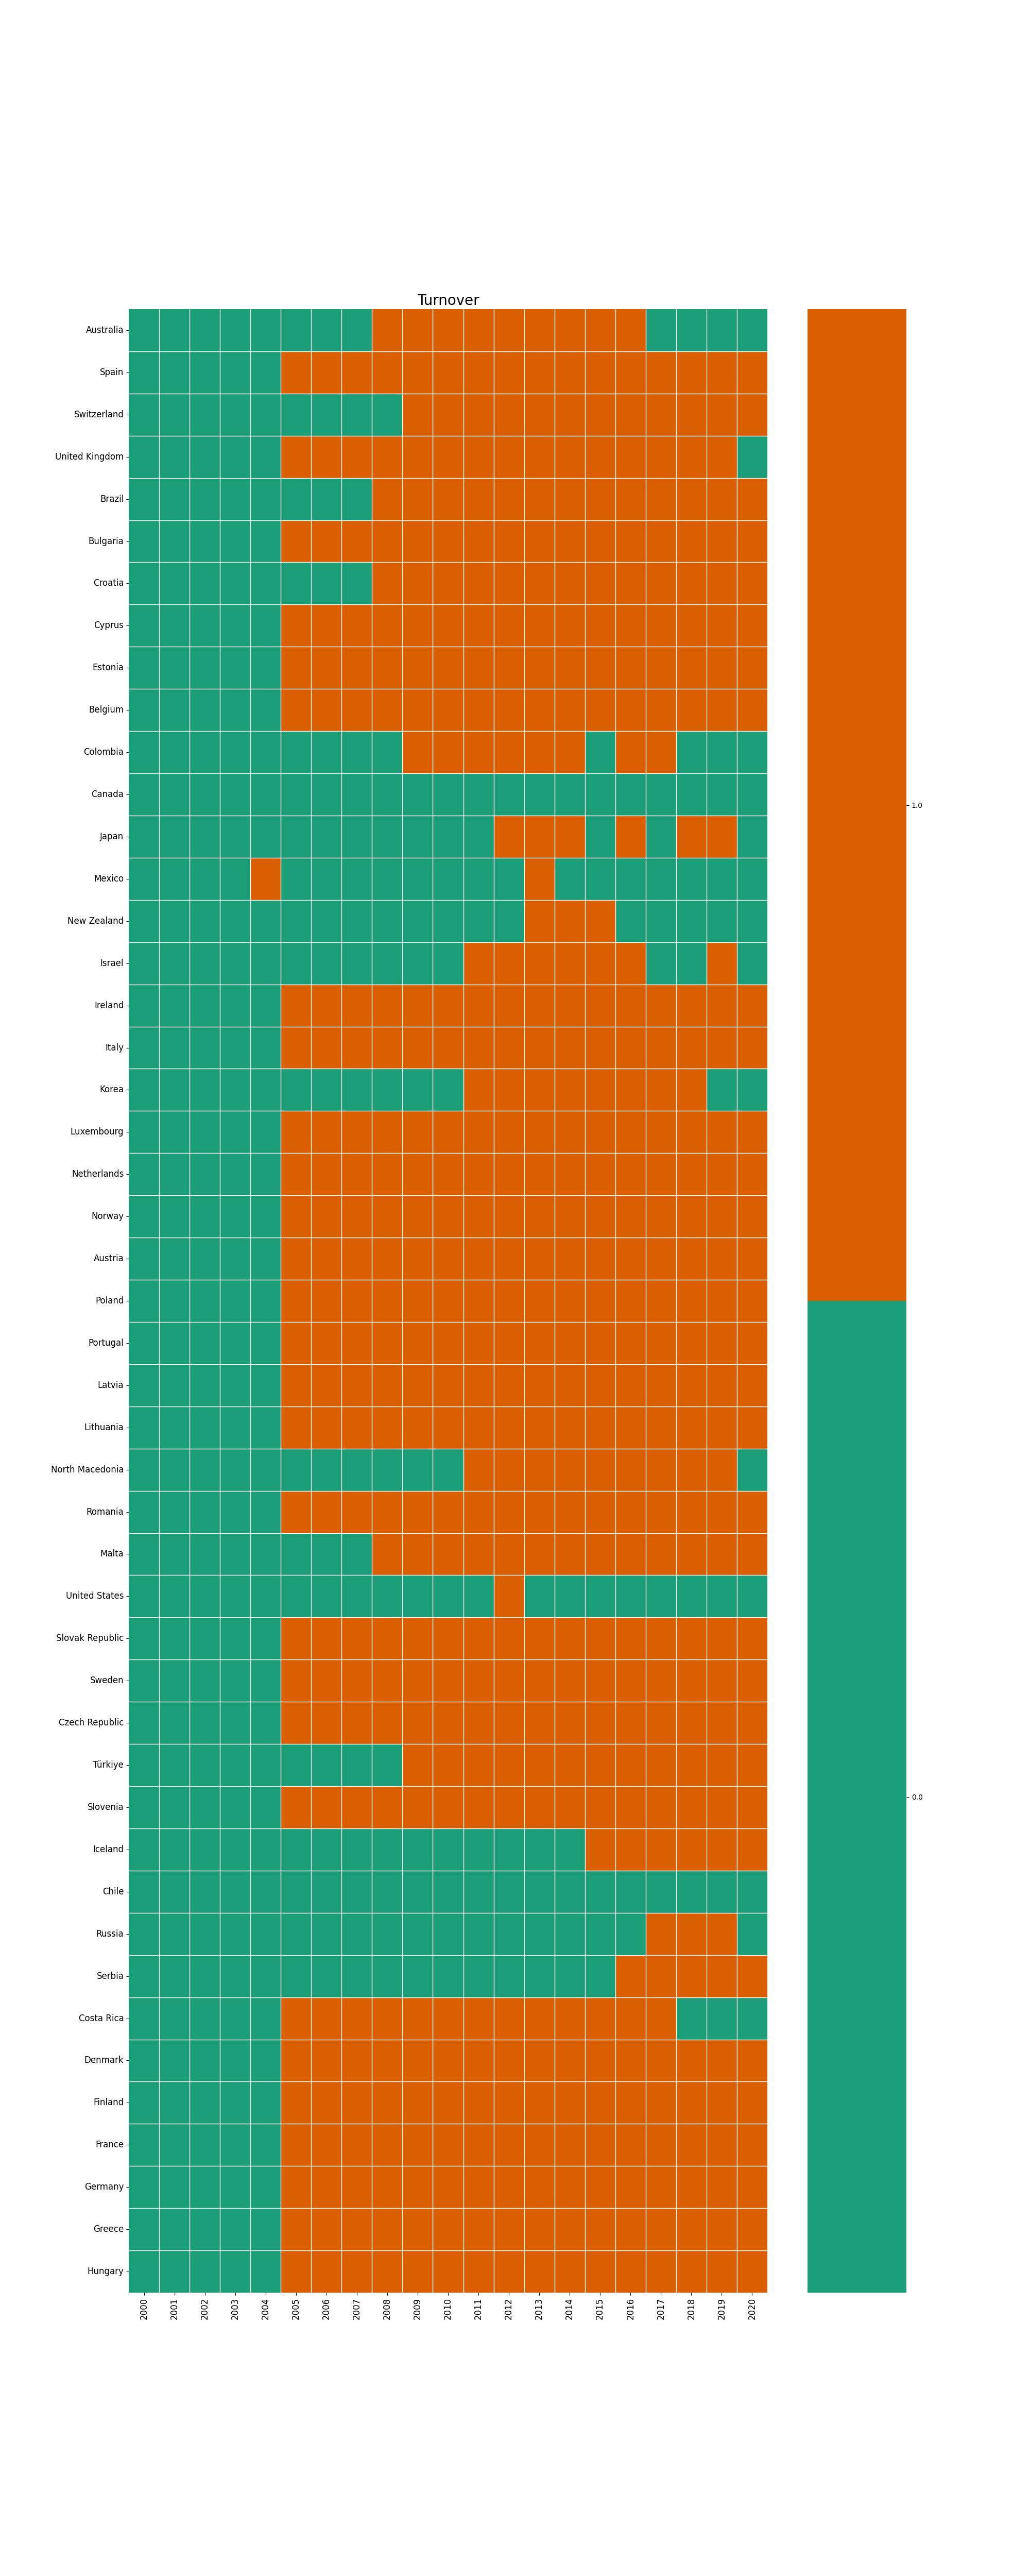 Turnover
Australia
Spain
Switzerland
United Kingdom
Brazil
Bulgaria
Croatia
Cyprus
Estonia
Belgium
Colombia
Canada
Japan
Mexico
New Zealand
Israel
Ireland
Italy
Korea
Luxembourg
Netherlands
Norway
Austria
Poland
Portugal
Latvia
Lithuania
North Macedonia
Romania
Malta
United States
Slovak Republic
Sweden
Czech Republic
Türkiye
Slovenia
Iceland
Chile
Russia
Serbia
Costa Rica
Denmark
Finland
France
Germany
Greece
Hungary
2000 2001 2002 2003 2004 2005 2006 2007 2008 2009 2010 2011 2012 2013 2014 2015 2016 2017 2018 2019 2020
1.0
0.0